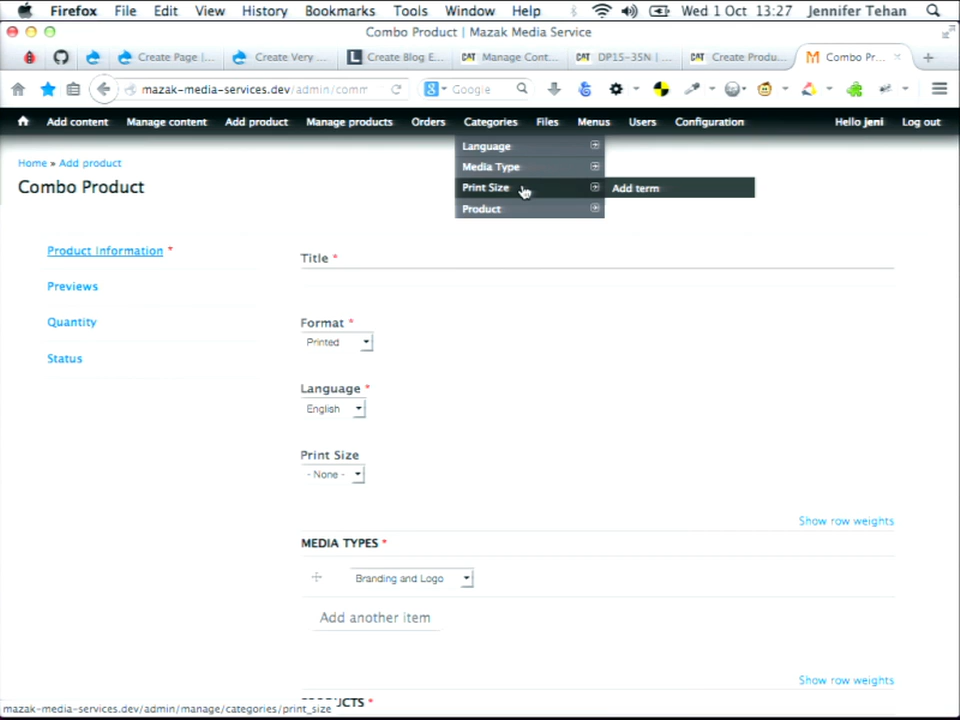 Firefox File Edit View History Bookmarks Tools Window Help Wed 1 Oct 13:27 Jennifer Tehan
Combo Product | Mazak Media Service
Create Page |... Create Very ... Create Blog E... Manage Cont... DP15-35N | ... Create Produ... Combo Pr...
mazak-media-services.dev/admin/comm Google
Add content Manage content Add product Manage products Orders Categories Files Menus Users Configuration Hello jeni Log out
Language
Home » Add product
Media Type
Combo Product
Print Size Add term
Product
Product Information *
Title *
Previews
Quantity
Format *
Printed
Status
Language *
English
Print Size
- None -
Show row weights
MEDIA TYPES *
Branding and Logo
Add another item
Show row weights
mazak-media-services.dev/admin/manage/categories/print_size